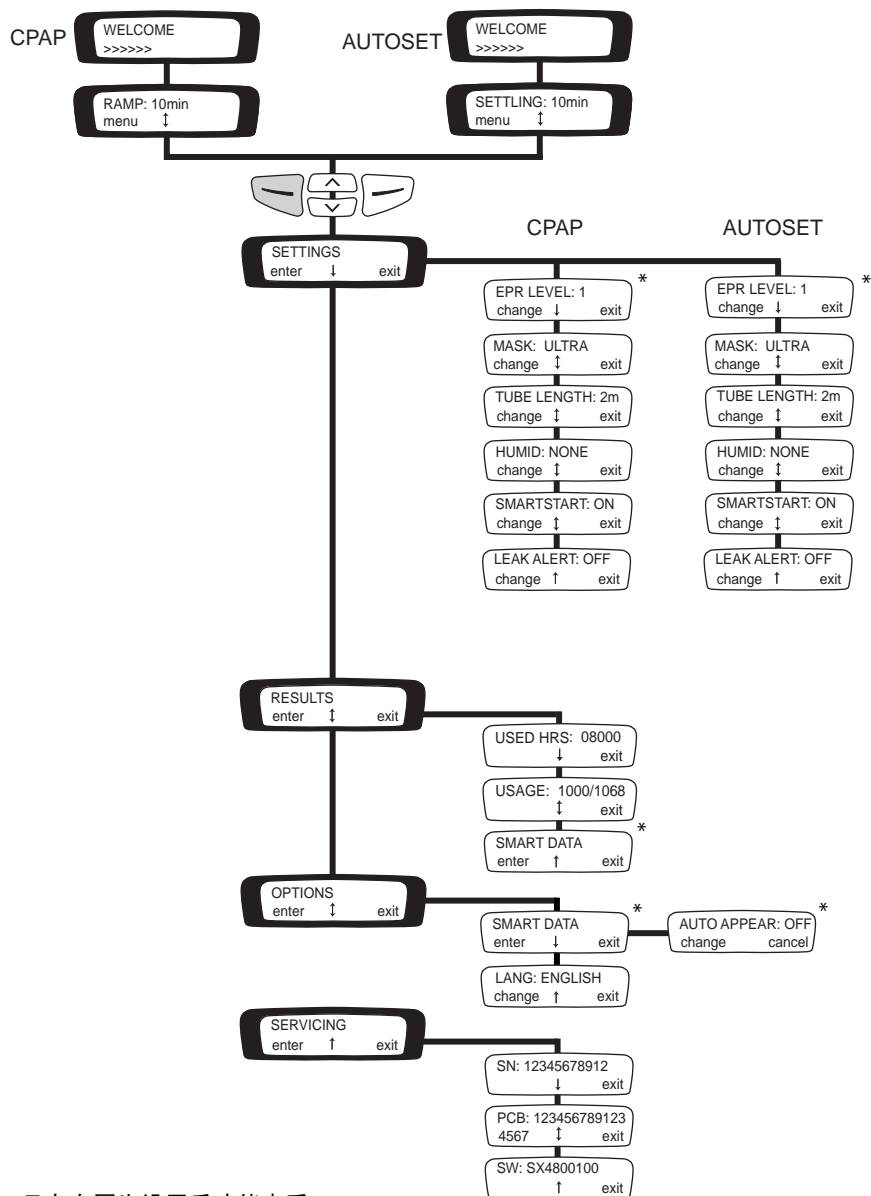 CPAP
WELCOME
>>>>>>
AUTOSET
WELCOME
>>>>>>
RAMP: 10min
menu ↕
SETTLING: 10min
menu ↕
CPAP
AUTOSET
SETTINGS
enter ↓ exit
EPR LEVEL: 1 *
change ↓ exit
MASK: ULTRA
change ↕ exit
TUBE LENGTH: 2m
change ↕ exit
HUMID: NONE
change ↕ exit
SMARTSTART: ON
change ↕ exit
LEAK ALERT: OFF
change ↑ exit
EPR LEVEL: 1 *
change ↓ exit
MASK: ULTRA
change ↕ exit
TUBE LENGTH: 2m
change ↕ exit
HUMID: NONE
change ↕ exit
SMARTSTART: ON
change ↕ exit
LEAK ALERT: OFF
change ↑ exit
RESULTS
enter ↕ exit
USED HRS: 08000
↓ exit
USAGE: 1000/1068
↕ exit
SMART DATA *
enter ↑ exit
OPTIONS
enter ↕ exit
SMART DATA *
enter ↓ exit
AUTO APPEAR: OFF *
change cancel
LANG: ENGLISH
change ↑ exit
SERVICING
enter ↑ exit
SN: 12345678912
↓ exit
PCB: 123456789123
4567 ↕ exit
SW: SX4800100
↑ exit